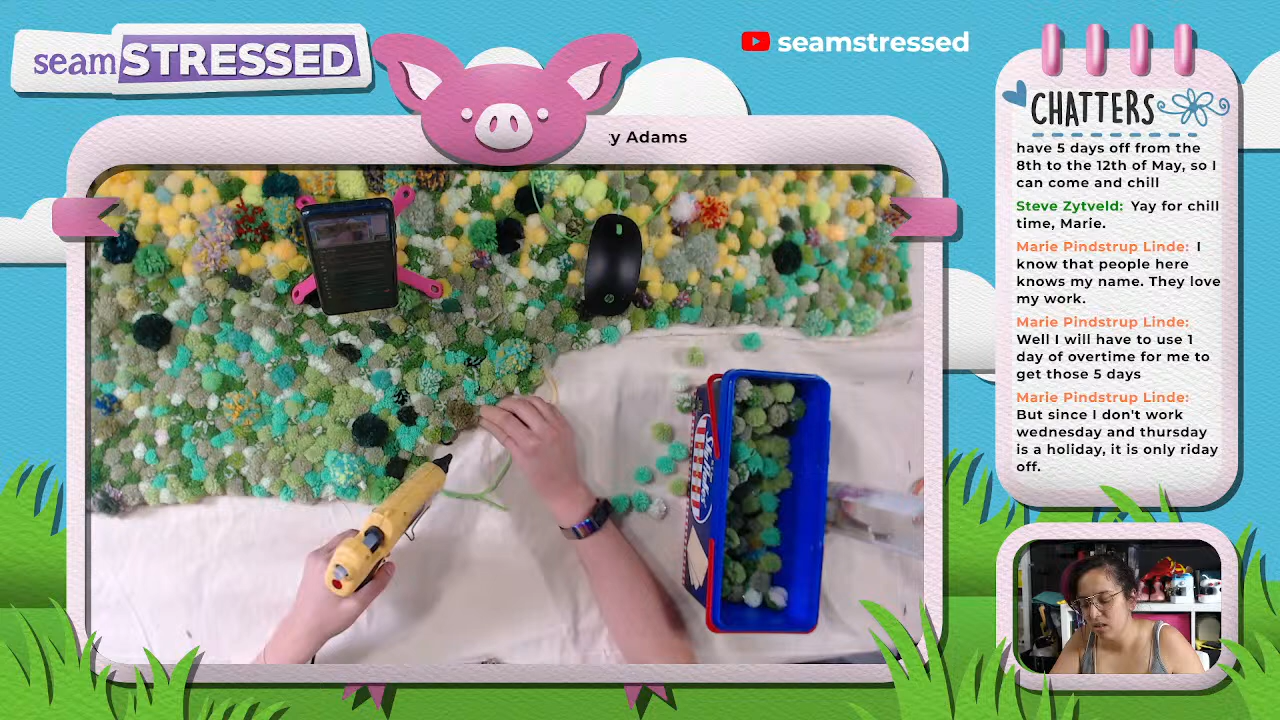 seamSTRESSED
seamstressed
y Adams
CHATTERS
have 5 days off from the
8th to the 12th of May, so I
can come and chill
Steve Zytveld: Yay for chill
time, Marie.
Marie Pindstrup Linde: I
know that people here
knows my name. They love
my work.
Marie Pindstrup Linde:
Well I will have to use 1
day of overtime for me to
get those 5 days
Marie Pindstrup Linde:
But since I don't work
wednesday and thursday
is a holiday, it is only riday
off.